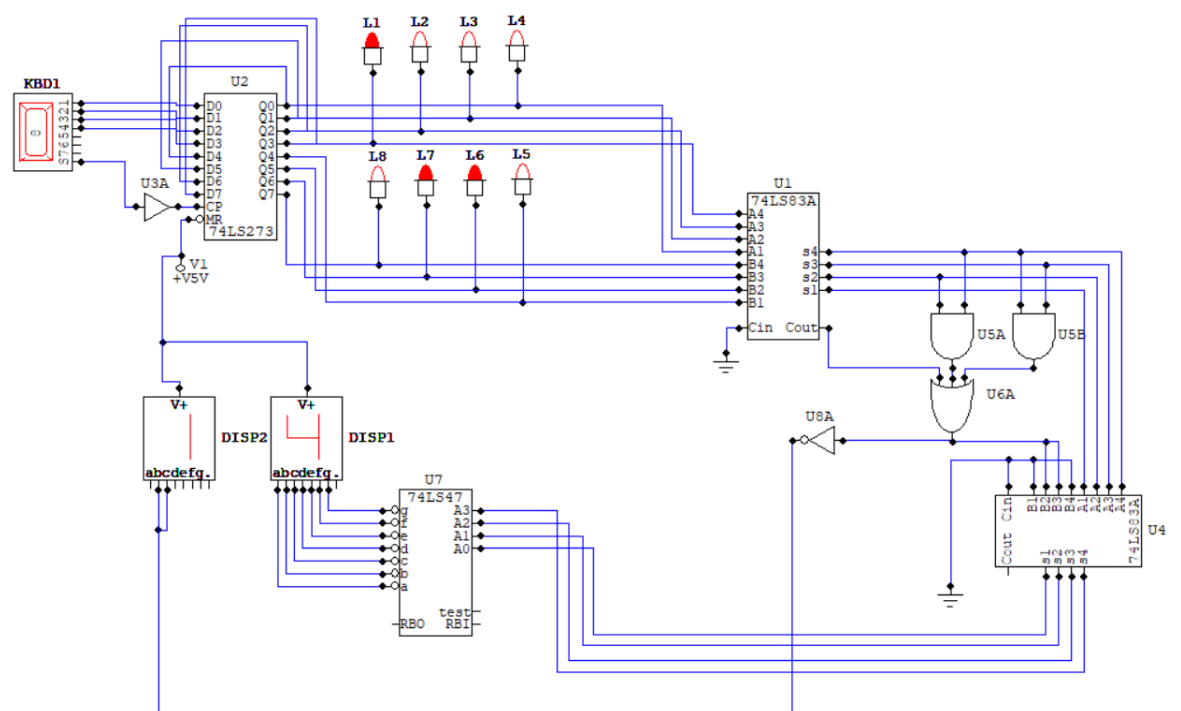 L1
L2
L3
L4
KBD1
U2
8
S7654321
D0 Q0
D1 Q1
D2 Q2
D3 Q3
D4 Q4
D5 Q5
D6 Q6
D7 Q7
CP
MR
74LS273
U3A
V1
+V5V
L8
L7
L6
L5
U1
74LS83A
A4
A3
A2
A1
B4
B3
B2
B1
s4
s3
s2
s1
Cin Cout
U5A
U5B
U6A
U8A
V+
abcdefg.
DISP2
V+
abcdefg.
DISP1
U7
74LS47
g A3
f A2
e A1
d A0
c
b
a
test
RBO RBI
Cin B1 B2 B3 B4 A1 A2 A3 A4
Cout s1 s2 s3 s4
74LS83A
U4